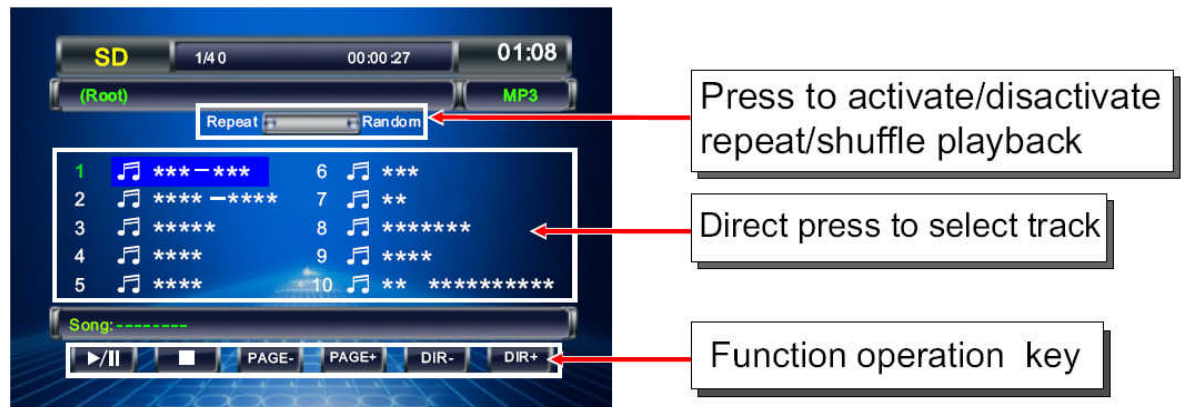 SD 1/40 00:00:27 01:08
(Root) MP3
Repeat Random
1 ***—*** 6 ***
2 **** —**** 7 **
3 ***** 8 *******
4 **** 9 ****
5 **** 10 ** **********
Song:--------
▶/II ■ PAGE- PAGE+ DIR- DIR+
Press to activate/disactivate
repeat/shuffle playback
Direct press to select track
Function operation key